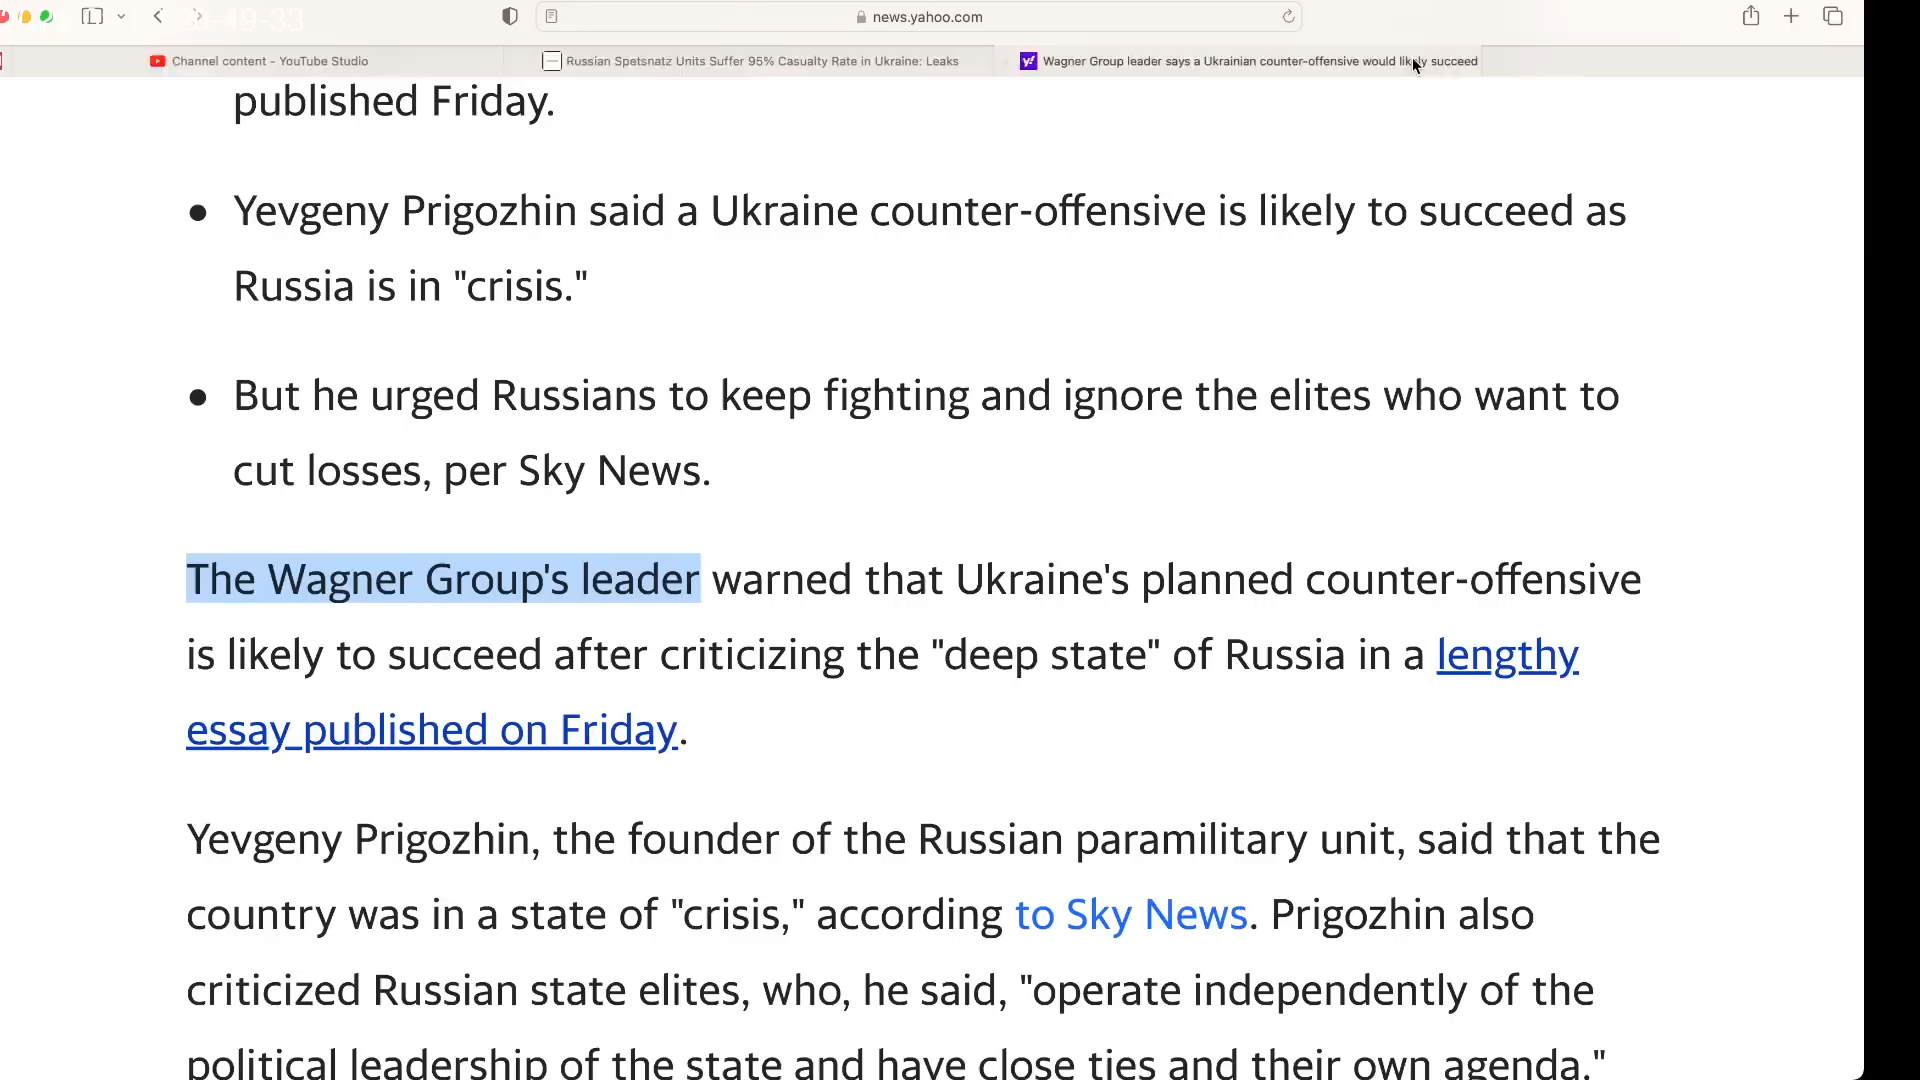 -19-33
news.yahoo.com
Channel content - YouTube Studio
Russian Spetsnatz Units Suffer 95% Casualty Rate in Ukraine: Leaks
Wagner Group leader says a Ukrainian counter-offensive would likely succeed
published Friday.
• Yevgeny Prigozhin said a Ukraine counter-offensive is likely to succeed as
Russia is in "crisis."
• But he urged Russians to keep fighting and ignore the elites who want to
cut losses, per Sky News.
The Wagner Group's leader warned that Ukraine's planned counter-offensive
is likely to succeed after criticizing the "deep state" of Russia in a lengthy
essay published on Friday.
Yevgeny Prigozhin, the founder of the Russian paramilitary unit, said that the
country was in a state of "crisis," according to Sky News. Prigozhin also
criticized Russian state elites, who, he said, "operate independently of the
political leadership of the state and have close ties and their own agenda."